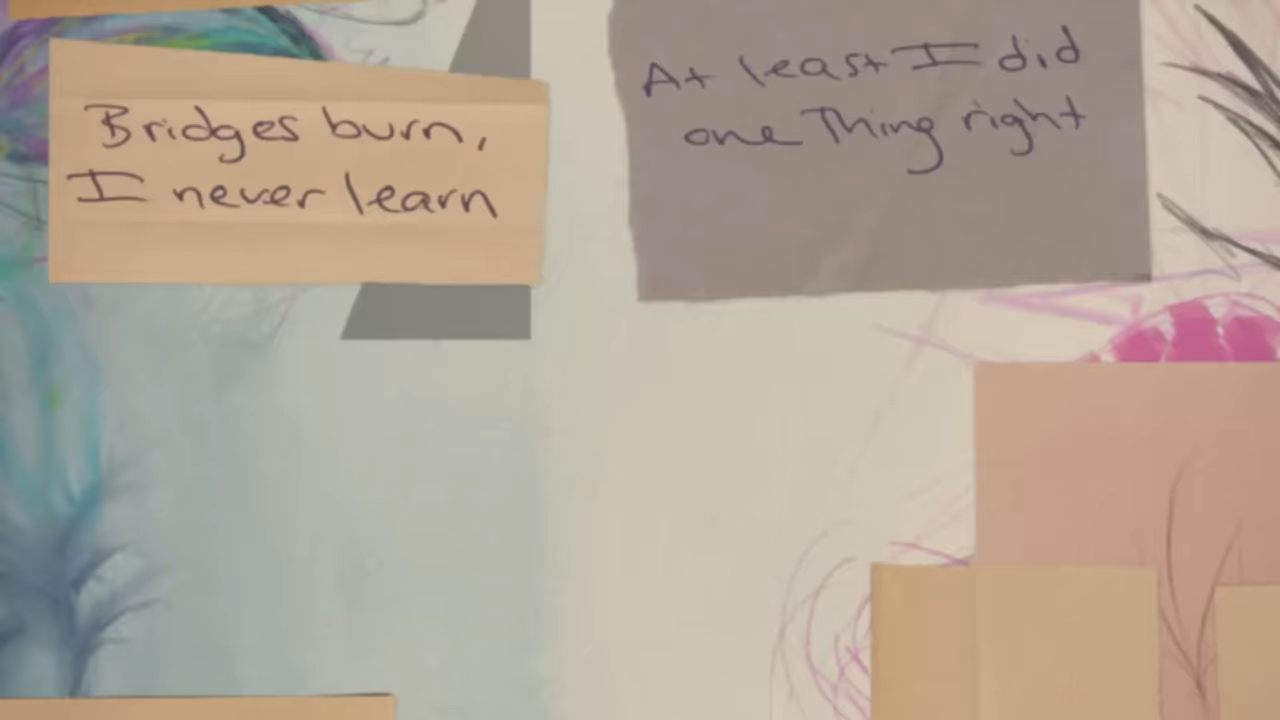 Bridges burn,
I never learn
At least I did
one Thing right